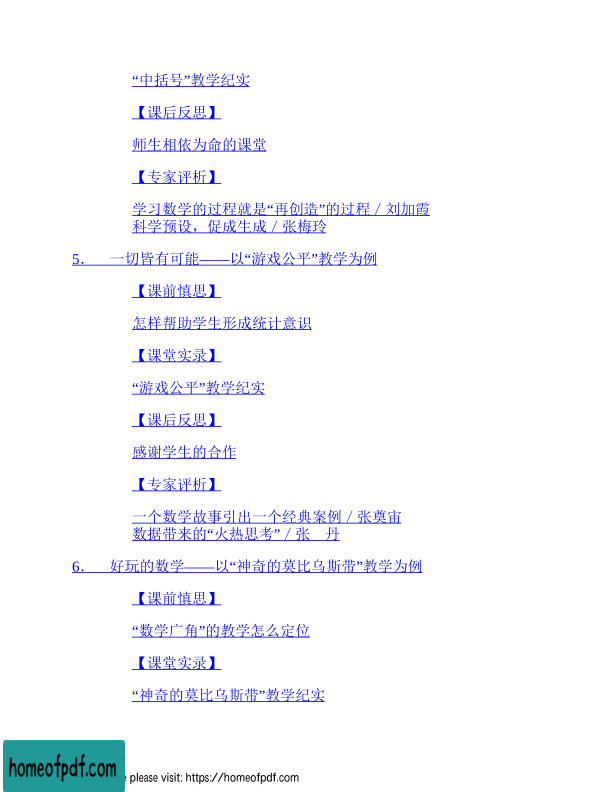 “中括号”教学纪实
【课后反思】
师生相依为命的课堂
【专家评析】
学习数学的过程就是“再创造”的过程／刘加霞
科学预设，促成生成／张梅玲
5． 一切皆有可能——以“游戏公平”教学为例
【课前慎思】
怎样帮助学生形成统计意识
【课堂实录】
“游戏公平”教学纪实
【课后反思】
感谢学生的合作
【专家评析】
一个数学故事引出一个经典案例／张奠宙
数据带来的“火热思考”／张　丹
6． 好玩的数学——以“神奇的莫比乌斯带”教学为例
【课前慎思】
“数学广角”的教学怎么定位
【课堂实录】
“神奇的莫比乌斯带”教学纪实
homeofpdf.com
please visit: https://homeofpdf.com